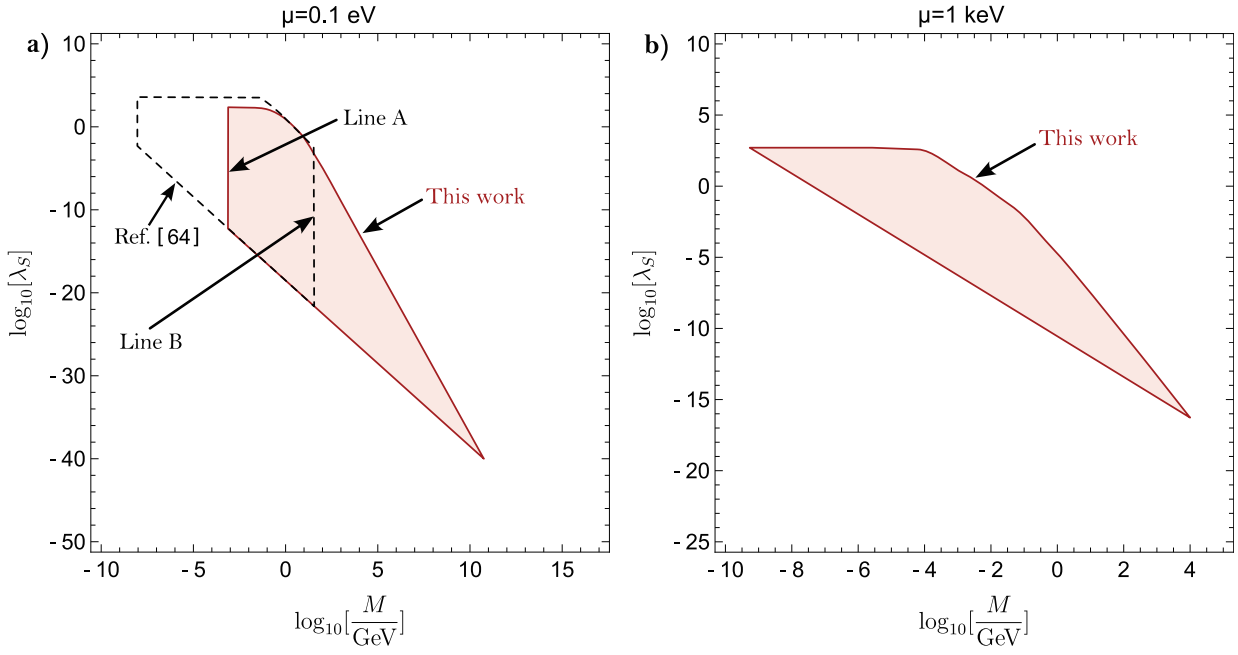 μ=0.1 eV
a)
10
0
-10
-20
-30
-40
-50
-10
-5
0
5
10
15
log₁₀[λ_S]
log₁₀[M/GeV]
Line A
This work
Ref. [64]
Line B
μ=1 keV
b)
10
5
0
-5
-10
-15
-20
-25
-10
-8
-6
-4
-2
0
2
4
log₁₀[λ_S]
log₁₀[M/GeV]
This work